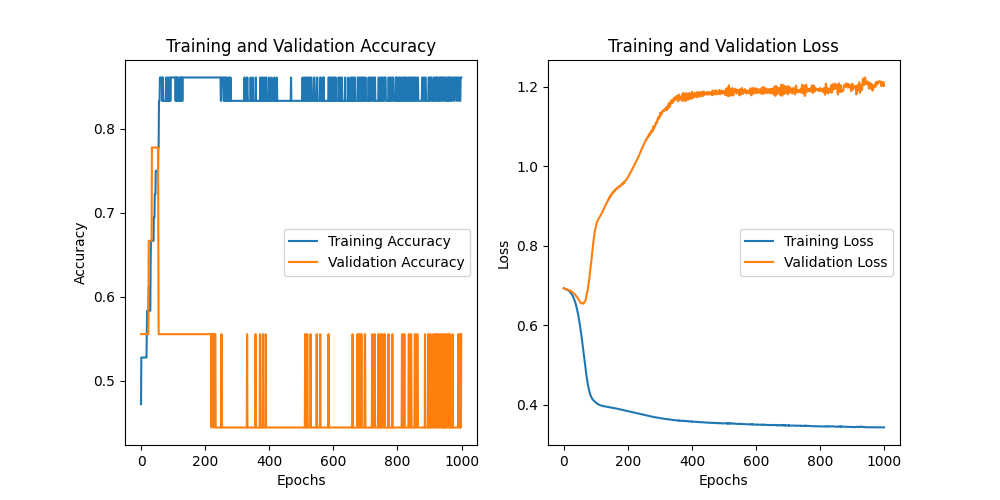 Training and Validation Accuracy
Accuracy
0.8
0.7
0.6
0.5
Training Accuracy
Validation Accuracy
0 200 400 600 800 1000
Epochs
Training and Validation Loss
Loss
1.2
1.0
0.8
0.6
0.4
Training Loss
Validation Loss
0 200 400 600 800 1000
Epochs